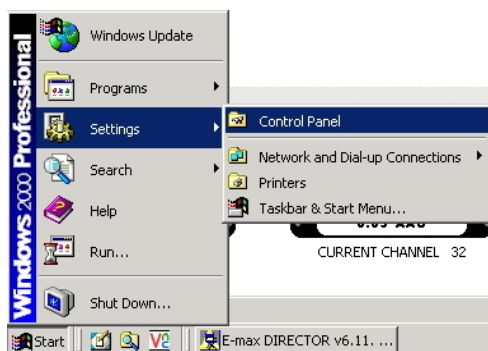 Windows 2000 Professional
Windows Update
Programs
Settings
Search
Help
Run...
Shut Down...
Control Panel
Network and Dial-up Connections
Printers
Taskbar & Start Menu...
CURRENT CHANNEL 32
Start
E-max DIRECTOR v6.11. ...